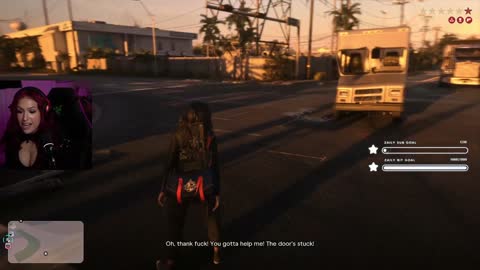 DAILY SUB GOAL
DAILY BIT GOAL
Oh, thank fuck! You gotta help me! The door's stuck!